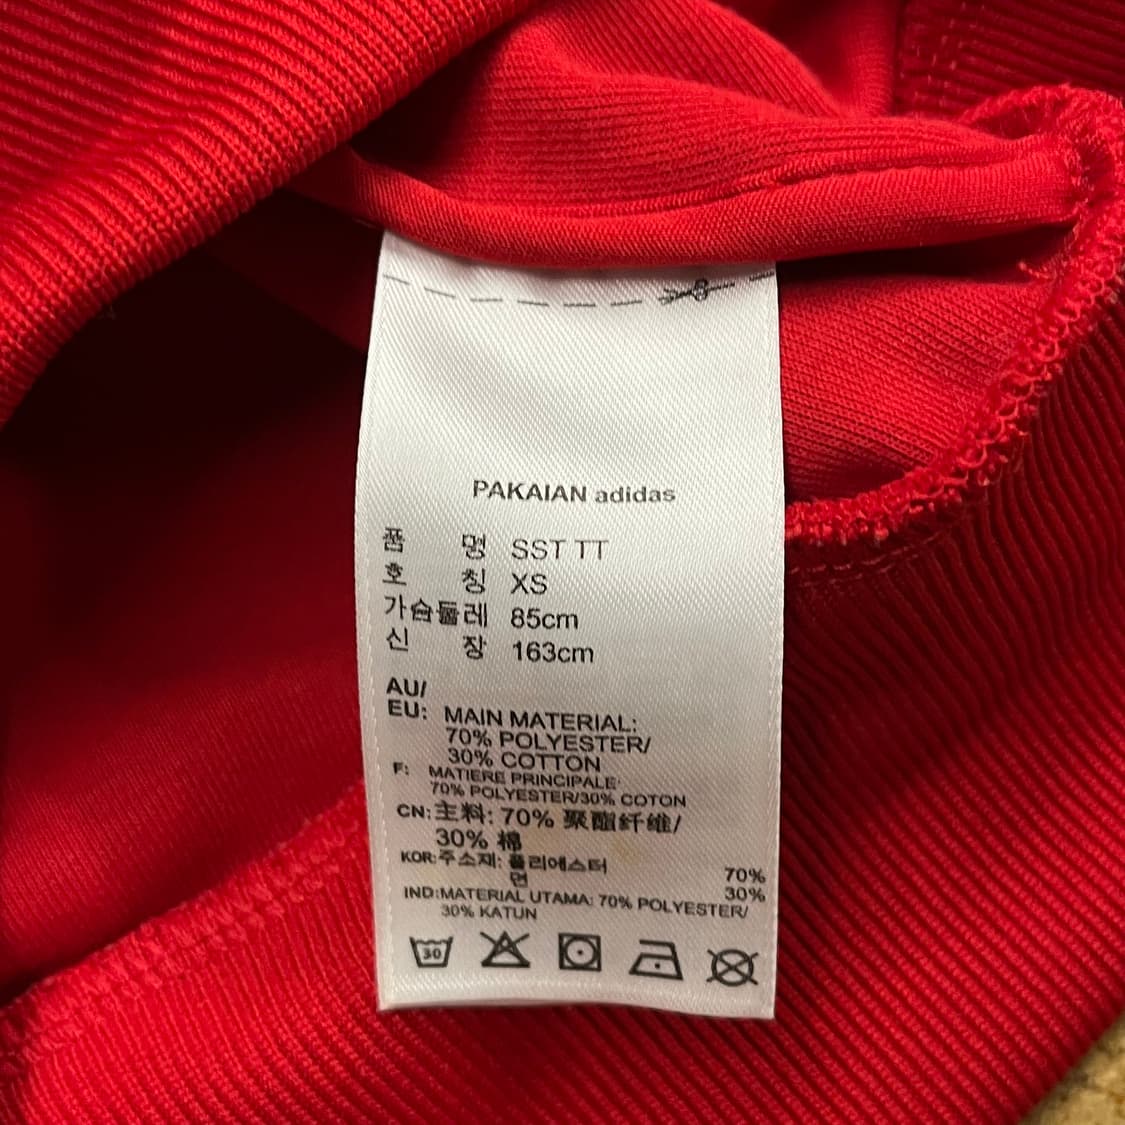 PAKAIAN adidas
품 명 SST TT
호 칭 XS
가슴둘레 85cm
신 장 163cm
AU/
EU: MAIN MATERIAL:
70% POLYESTER/
30% COTTON
F: MATIERE PRINCIPALE:
70% POLYESTER/30% COTON
CN:主料: 70% 聚酯纤维/
30% 棉
KOR:주소재: 폴리에스터 70%
면 30%
IND:MATERIAL UTAMA: 70% POLYESTER/
30% KATUN
30